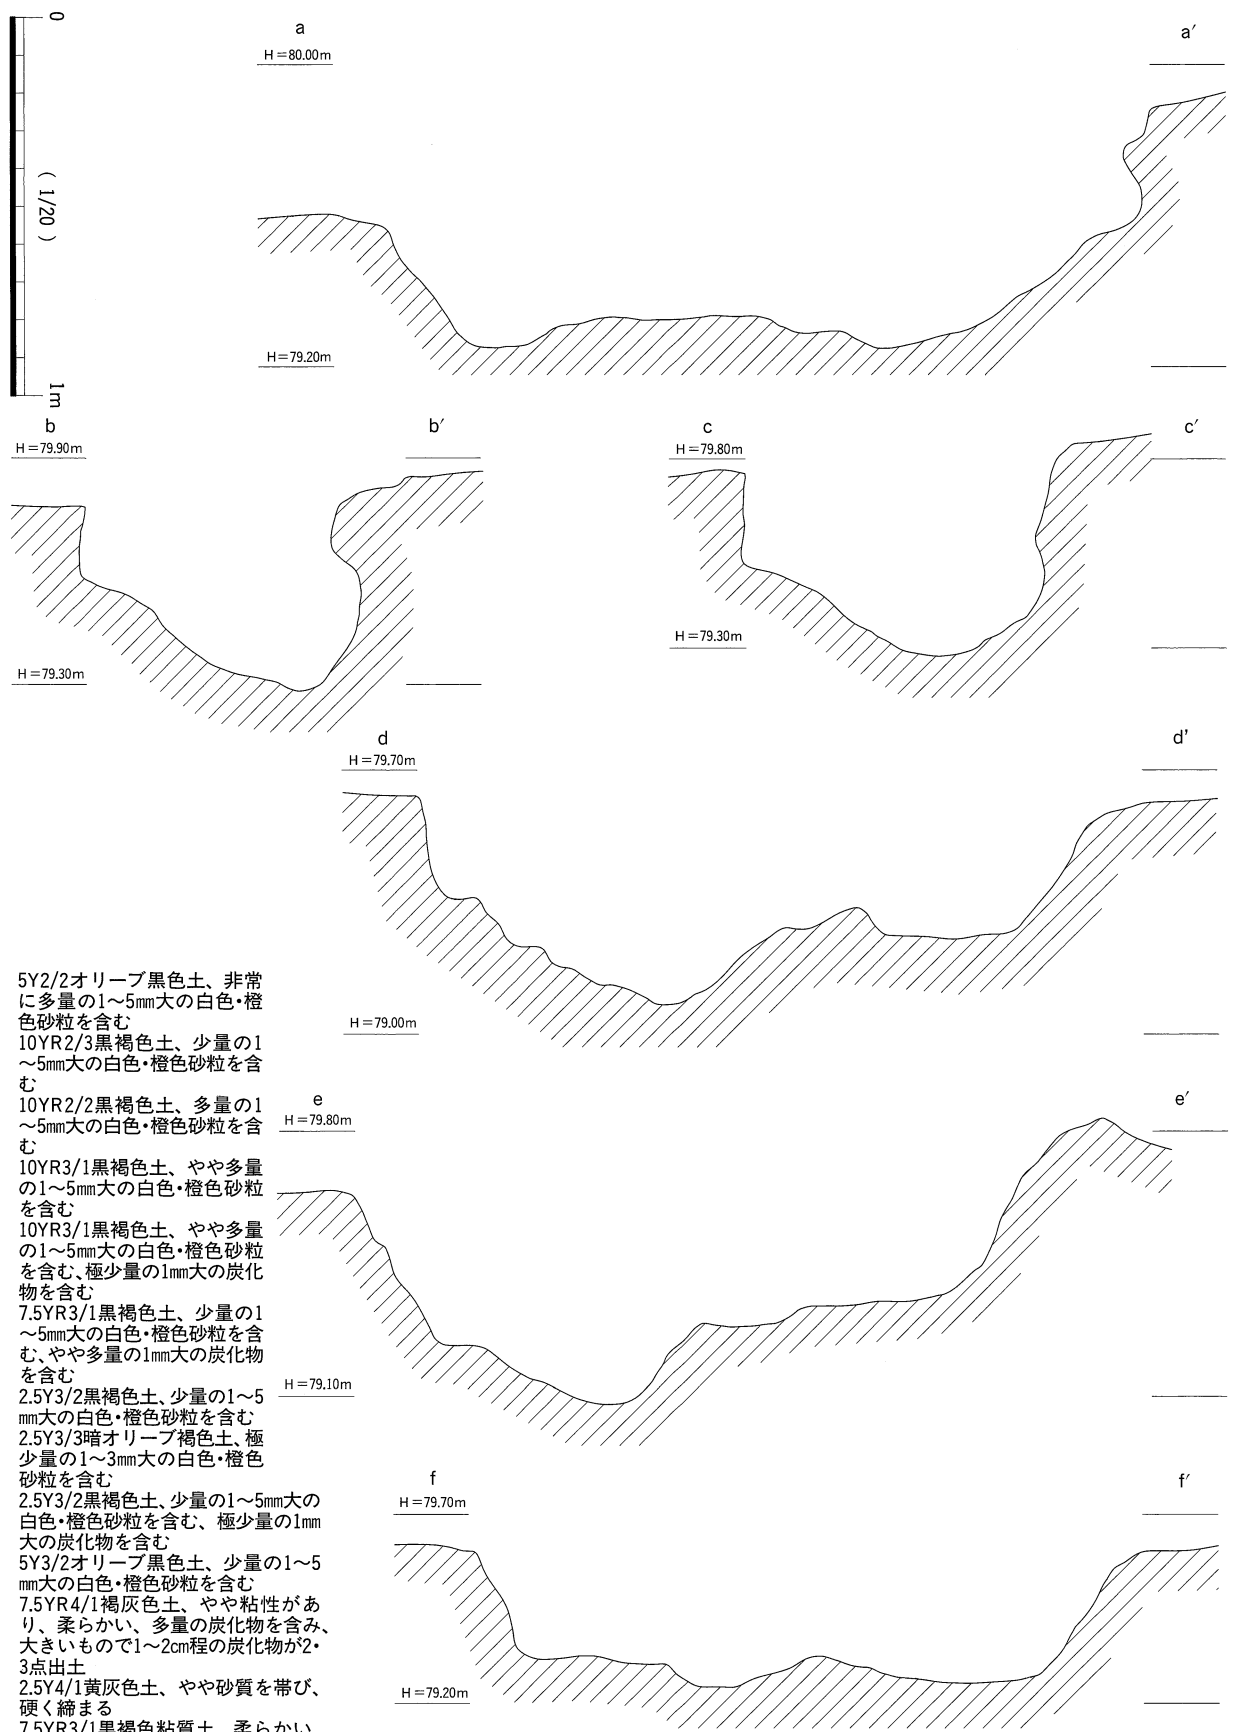 0
( 1/20 )
1m
a
a′
H＝80.00m
H＝79.20m
b
b′
H＝79.90m
H＝79.30m
c
c′
H＝79.80m
H＝79.30m
d
d'
H＝79.70m
H＝79.00m
e
e′
H＝79.80m
H＝79.10m
f
f′
H＝79.70m
H＝79.20m
5Y2/2オリーブ黒色土、非常
に多量の1～5㎜大の白色・橙
色砂粒を含む
10YR2/3黒褐色土、少量の1
～5㎜大の白色・橙色砂粒を含
む
10YR2/2黒褐色土、多量の1
～5㎜大の白色・橙色砂粒を含
む
10YR3/1黒褐色土、やや多量
の1～5㎜大の白色・橙色砂粒
を含む
10YR3/1黒褐色土、やや多量
の1～5㎜大の白色・橙色砂粒
を含む、極少量の1㎜大の炭化
物を含む
7.5YR3/1黒褐色土、少量の1
～5㎜大の白色・橙色砂粒を含
む、やや多量の1㎜大の炭化物
を含む
2.5Y3/2黒褐色土、少量の1～5
㎜大の白色・橙色砂粒を含む
2.5Y3/3暗オリーブ褐色土、極
少量の1～3㎜大の白色・橙色
砂粒を含む
2.5Y3/2黒褐色土、少量の1～5㎜大の
白色・橙色砂粒を含む、極少量の1㎜
大の炭化物を含む
5Y3/2オリーブ黒色土、少量の1～5
㎜大の白色・橙色砂粒を含む
7.5YR4/1褐灰色土、やや粘性があ
り、柔らかい、多量の炭化物を含み、
大きいもので1～2㎝程の炭化物が2・
3点出土
2.5Y4/1黄灰色土、やや砂質を帯び、
硬く締まる
7.5YR3/1黒褐色粘質土、柔らかい、